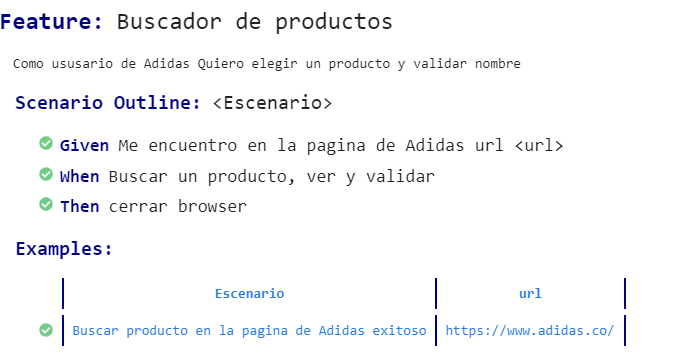 Feature: Buscador de productos
Como ususario de Adidas Quiero elegir un producto y validar nombre
Scenario Outline: <Escenario>
Given Me encuentro en la pagina de Adidas url <url>
When Buscar un producto, ver y validar
Then cerrar browser
Examples:
Escenario url
Buscar producto en la pagina de Adidas exitoso https://www.adidas.co/